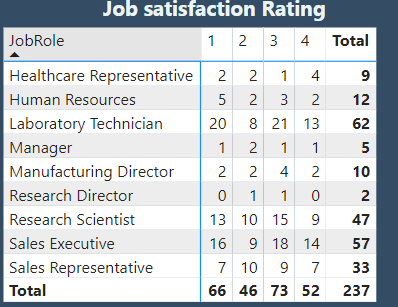 Job satisfaction Rating
JobRole 1 2 3 4 Total
Healthcare Representative 2 2 1 4 9
Human Resources 5 2 3 2 12
Laboratory Technician 20 8 21 13 62
Manager 1 2 1 1 5
Manufacturing Director 2 2 4 2 10
Research Director 0 1 1 0 2
Research Scientist 13 10 15 9 47
Sales Executive 16 9 18 14 57
Sales Representative 7 10 9 7 33
Total 66 46 73 52 237